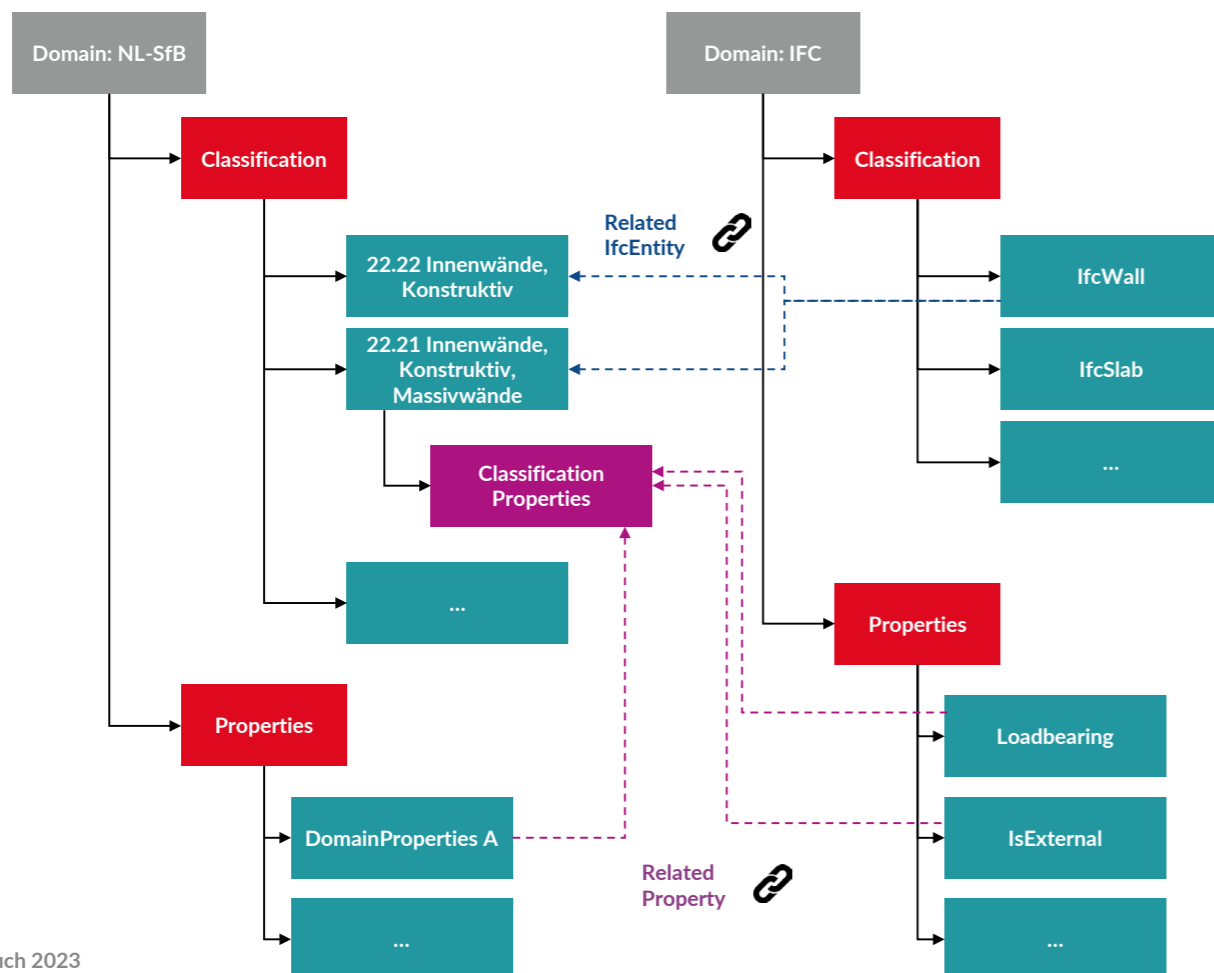 Domain: NL-SfB
Domain: IFC
Classification
Classification
Related
IfcEntity
22.22 Innenwände,
Konstruktiv
IfcWall
22.21 Innenwände,
Konstruktiv,
Massivwände
IfcSlab
...
Classification
Properties
...
Properties
Properties
Loadbearing
DomainProperties A
IsExternal
Related
Property
...
...
2023